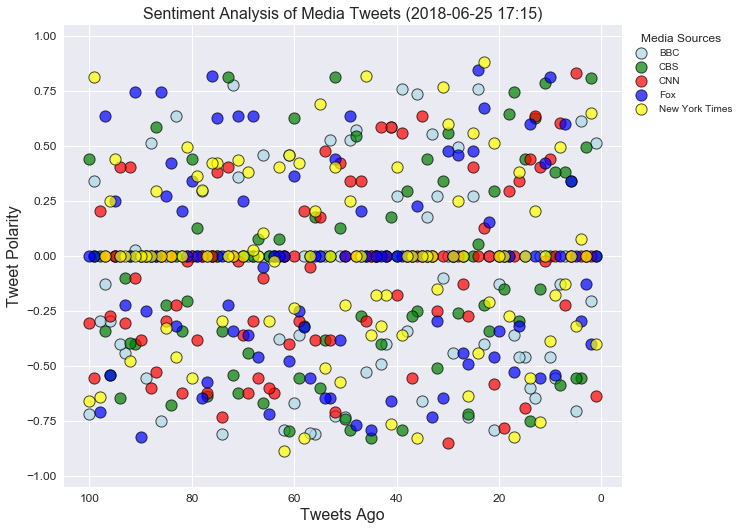 Sentiment Analysis of Media Tweets (2018-06-25 17:15)
Media Sources
BBC
CBS
CNN
Fox
New York Times
Tweet Polarity
1.00
0.75
0.50
0.25
0.00
−0.25
−0.50
−0.75
−1.00
100 80 60 40 20 0
Tweets Ago